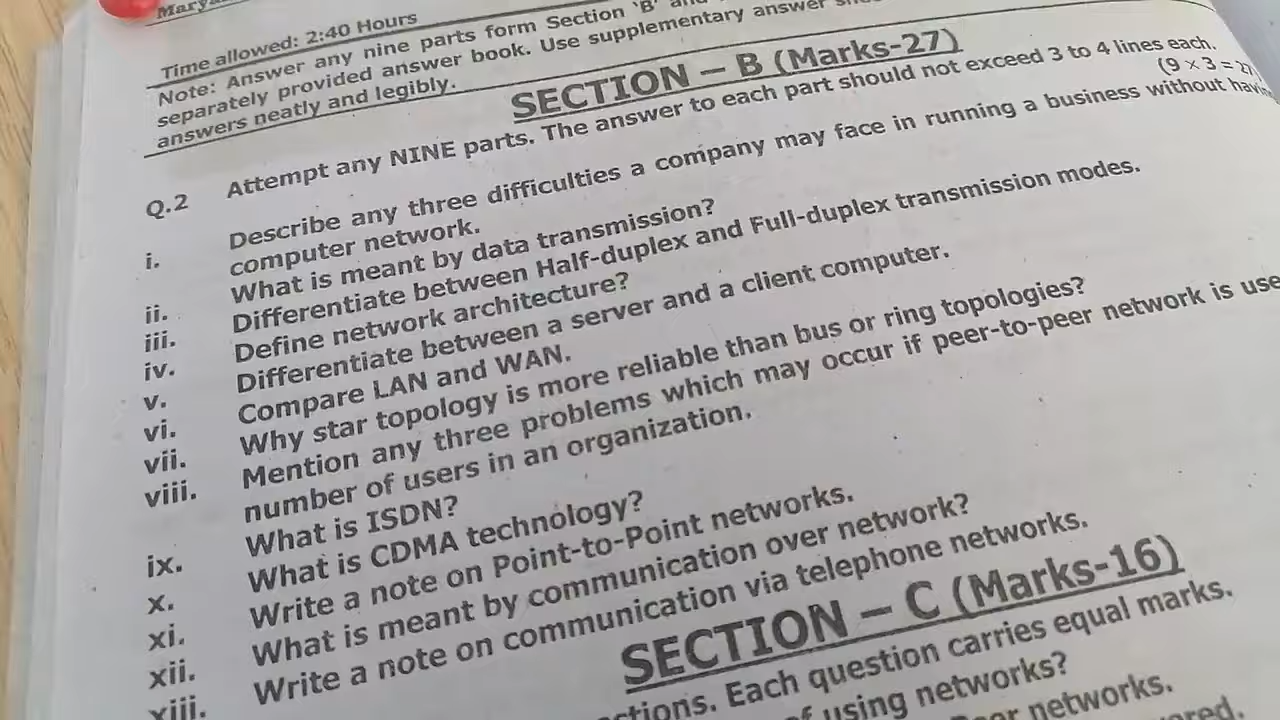 Time allowed: 2:40 Hours
Note: Answer any nine parts form Section 'B'
separately provided answer book. Use supplementary answer
answers neatly and legibly.
SECTION – B (Marks-27)
Q.2 Attempt any NINE parts. The answer to each part should not exceed 3 to 4 lines each.
(9 × 3 = 27)
i. Describe any three difficulties a company may face in running a business without
computer network.
ii. What is meant by data transmission?
iii. Differentiate between Half-duplex and Full-duplex transmission modes.
iv. Define network architecture?
v. Differentiate between a server and a client computer.
vi. Compare LAN and WAN.
vii. Why star topology is more reliable than bus or ring topologies?
viii. Mention any three problems which may occur if peer-to-peer network is use
number of users in an organization.
ix. What is ISDN?
x. What is CDMA technology?
xi. Write a note on Point-to-Point networks.
xii. What is meant by communication over network?
xiii. Write a note on communication via telephone networks.
SECTION – C (Marks-16)
Each question carries equal marks.
using networks?
networks.